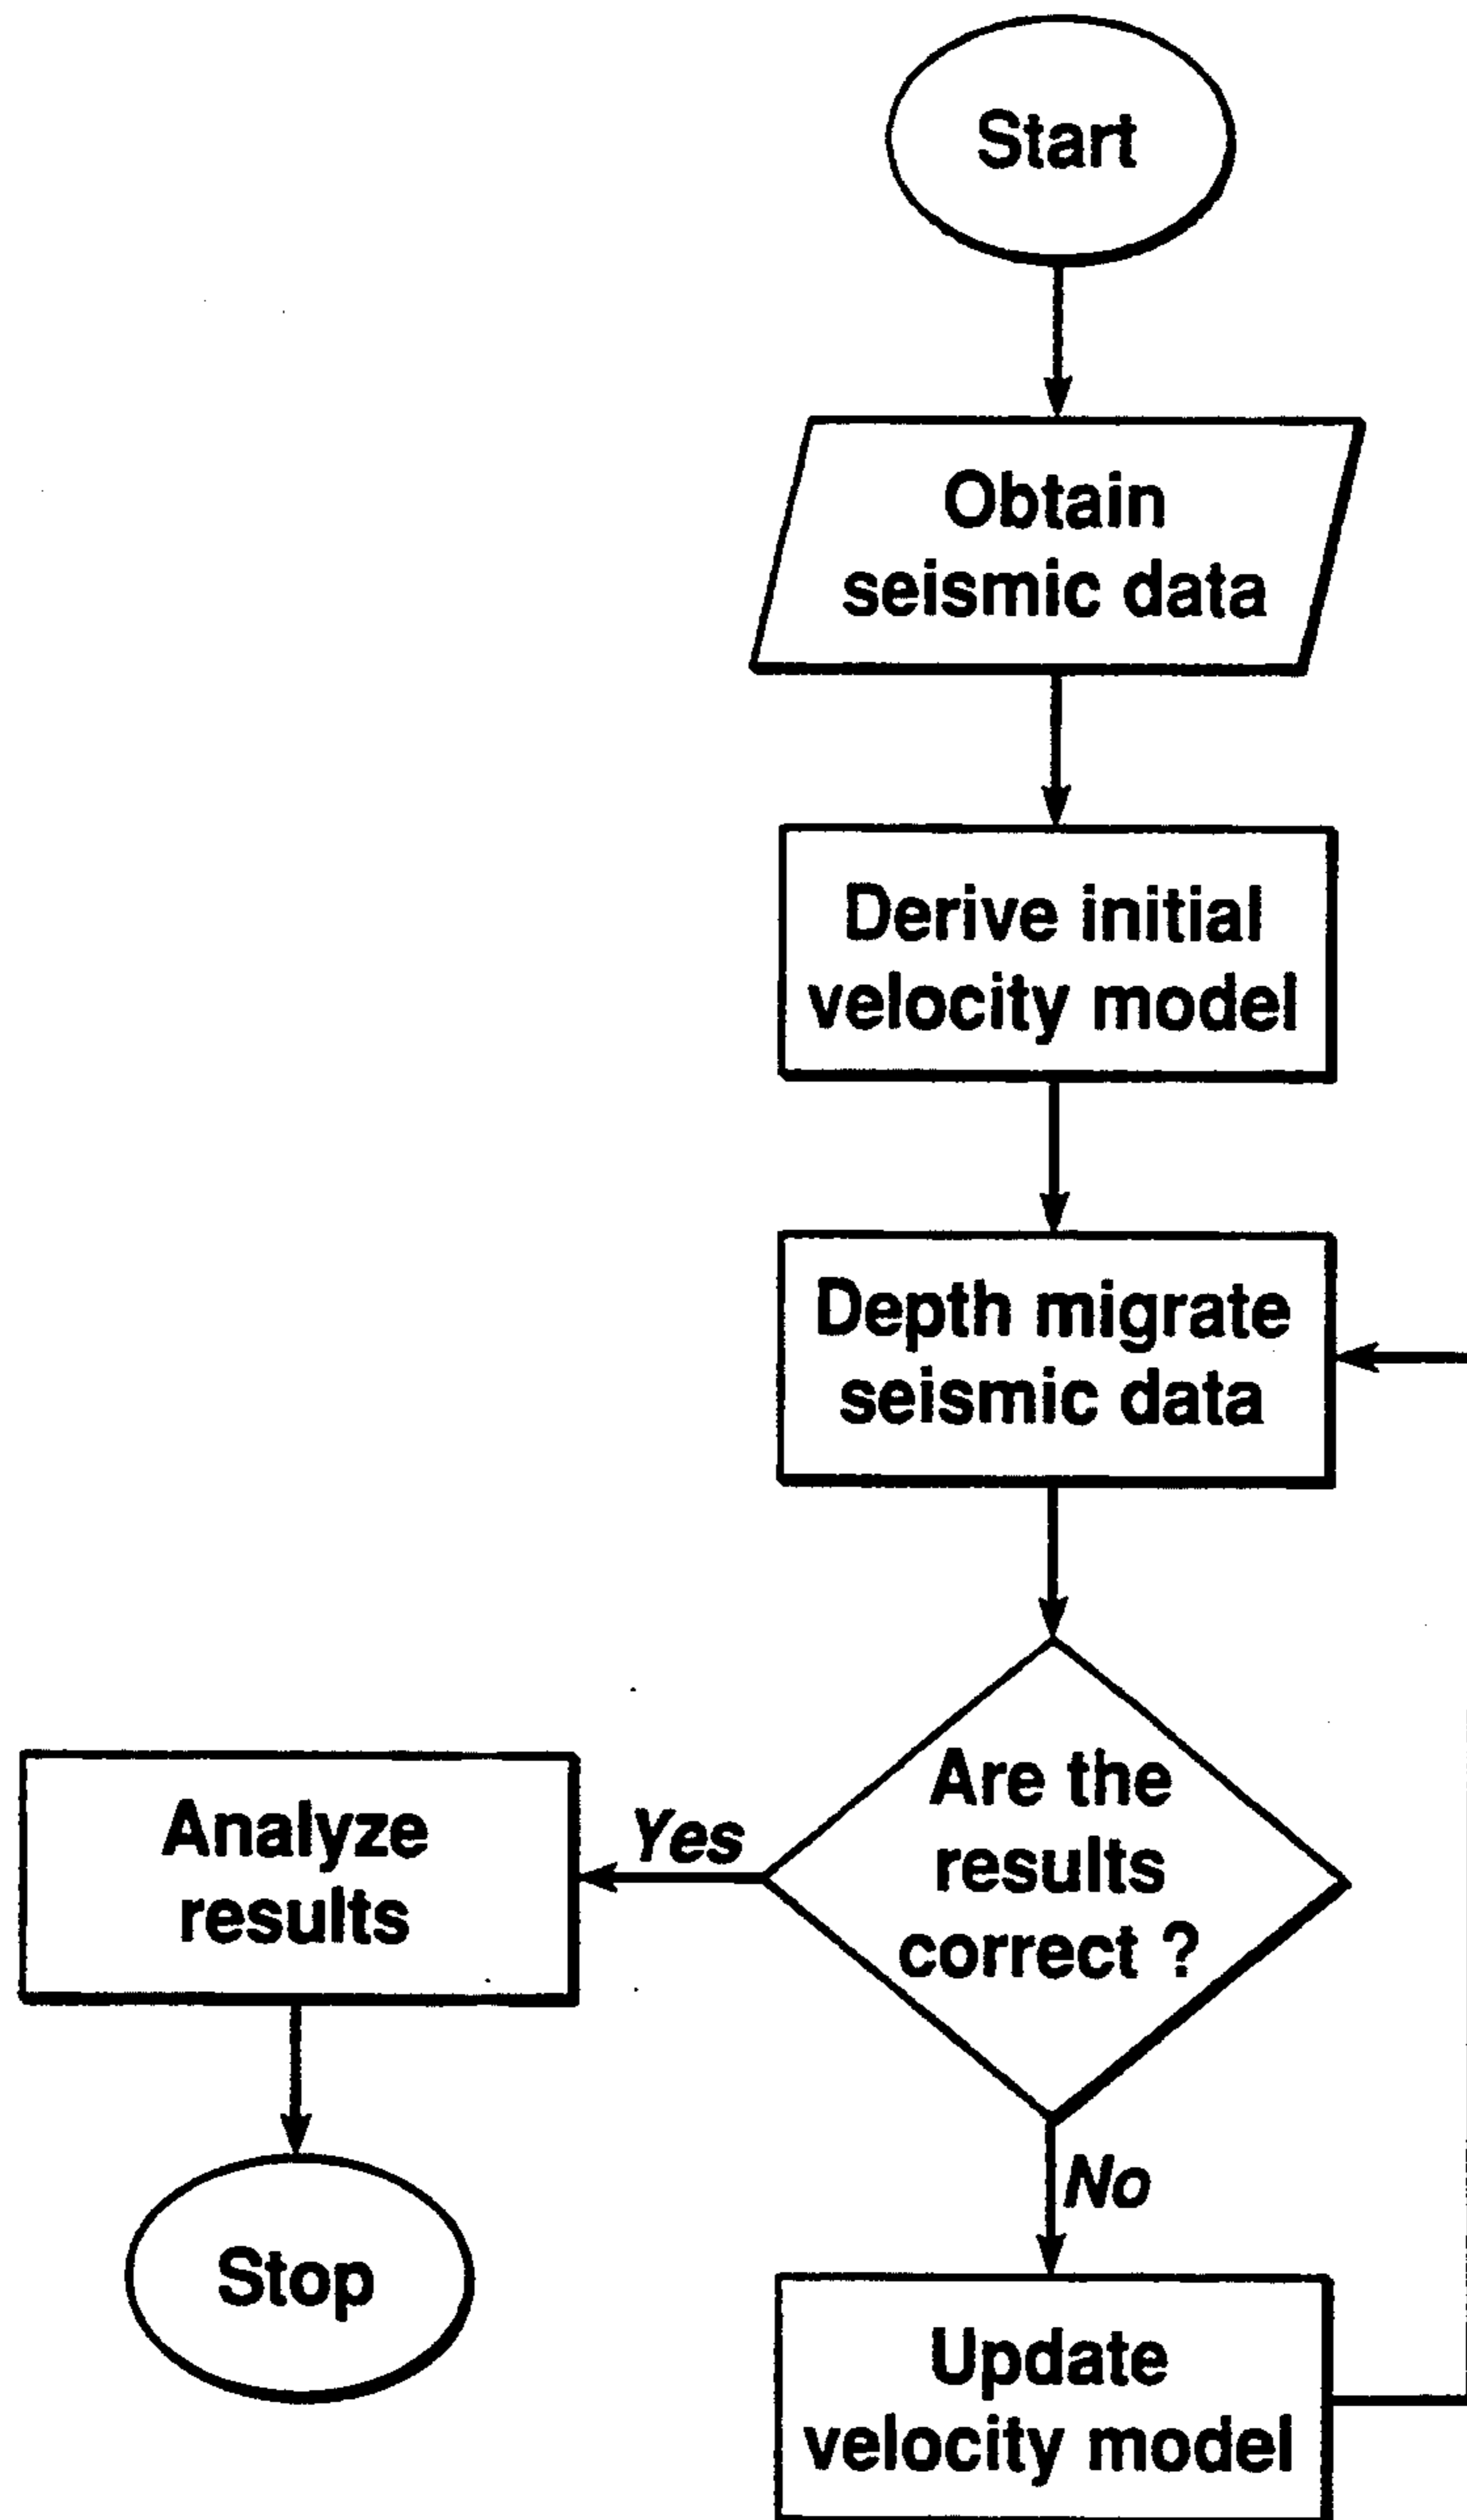 Start
Obtain
seismic data
Derive initial
velocity model
Depth migrate
seismic data
Are the
results
correct ?
Yes
Analyze
results
Stop
No
Update
velocity model